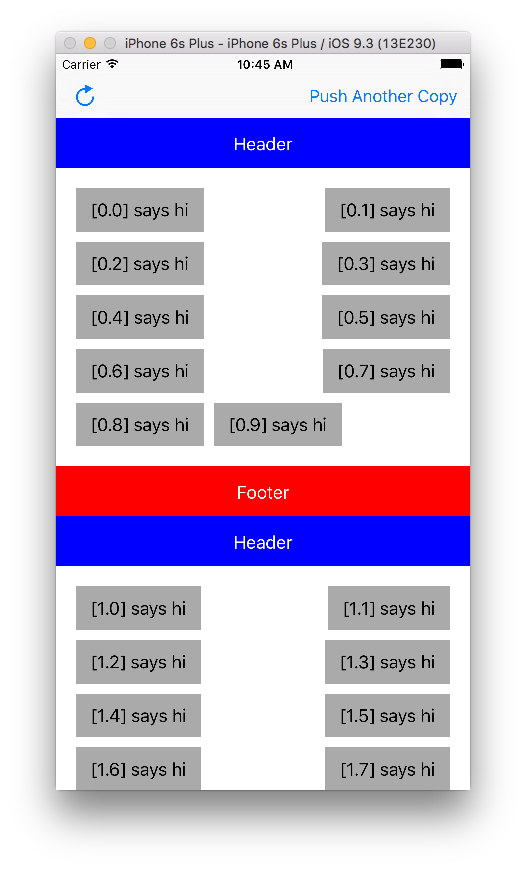 iPhone 6s Plus - iPhone 6s Plus / iOS 9.3 (13E230)
Carrier 10:45 AM
Push Another Copy
Header
[0.0] says hi [0.1] says hi
[0.2] says hi [0.3] says hi
[0.4] says hi [0.5] says hi
[0.6] says hi [0.7] says hi
[0.8] says hi [0.9] says hi
Footer
Header
[1.0] says hi [1.1] says hi
[1.2] says hi [1.3] says hi
[1.4] says hi [1.5] says hi
[1.6] says hi [1.7] says hi